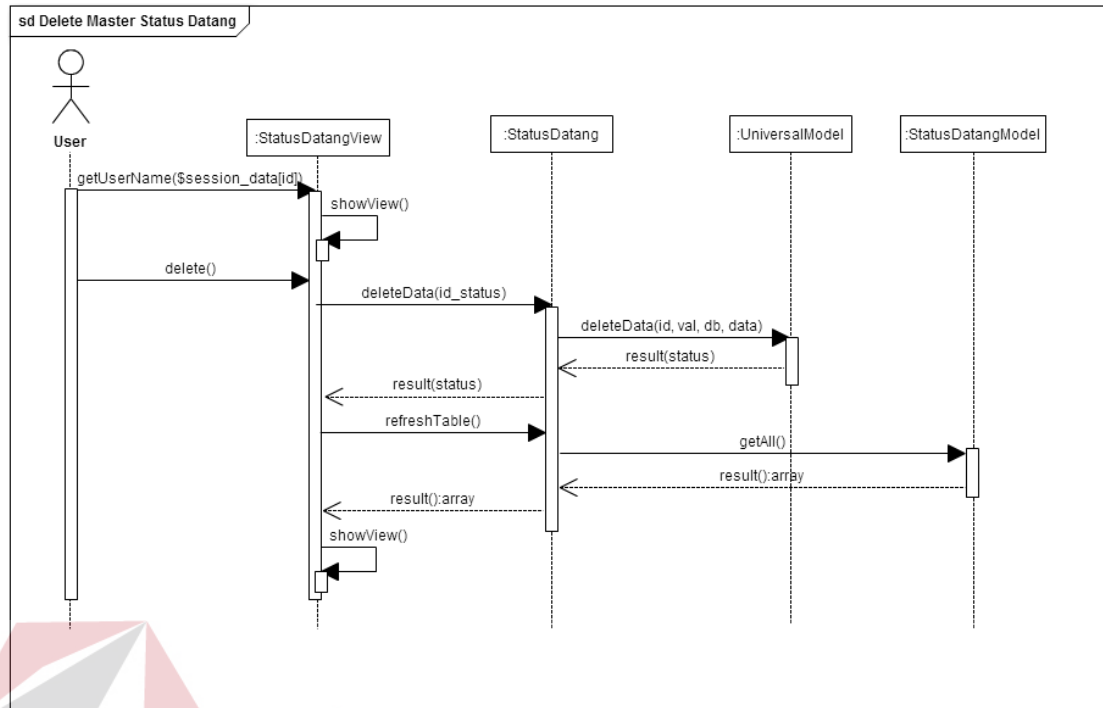 sd Delete Master Status Datang
User
:StatusDatangView
:StatusDatang
:UniversalModel
:StatusDatangModel
getUserName($session_data[id])
showView()
delete()
deleteData(id_status)
deleteData(id, val, db, data)
result(status)
result(status)
refreshTable()
getAll()
result():array
result():array
showView()